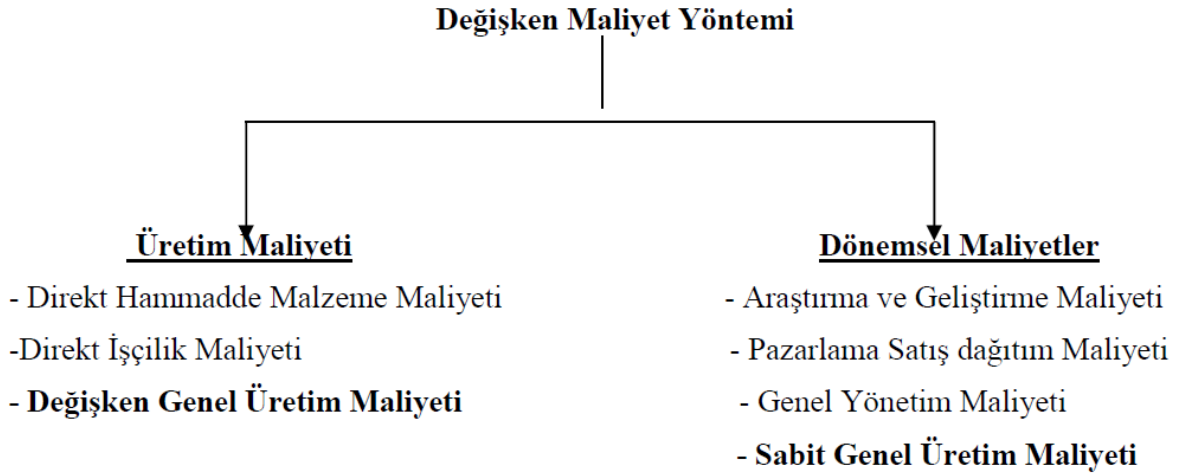 Değişken Maliyet Yöntemi
Üretim Maliyeti
- Direkt Hammadde Malzeme Maliyeti
-Direkt İşçilik Maliyeti
- Değişken Genel Üretim Maliyeti
Dönemsel Maliyetler
- Araştırma ve Geliştirme Maliyeti
- Pazarlama Satış dağıtım Maliyeti
- Genel Yönetim Maliyeti
- Sabit Genel Üretim Maliyeti